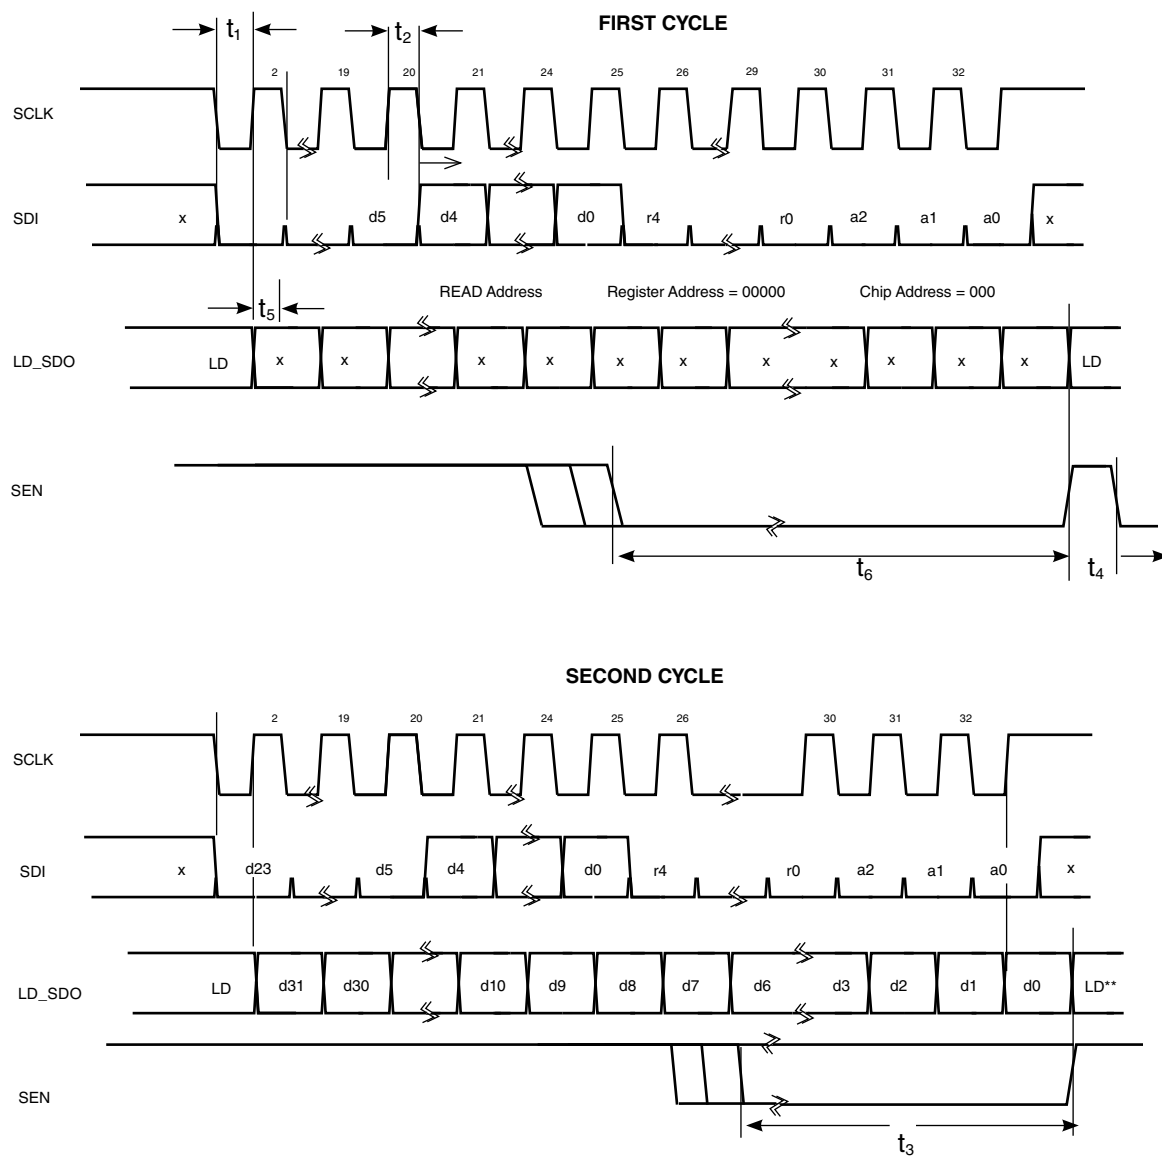 FIRST CYCLE
t1 t2
2 19 20 21 24 25 26 29 30 31 32
SCLK
SDI x d5 d4 d0 r4 r0 a2 a1 a0 x
READ Address Register Address = 00000 Chip Address = 000
t5
LD_SDO LD x x x x x x x x x x x LD
SEN
t6 t4
SECOND CYCLE
2 19 20 21 24 25 26 30 31 32
SCLK
SDI x d23 d5 d4 d0 r4 r0 a2 a1 a0 x
LD_SDO LD d31 d30 d10 d9 d8 d7 d6 d3 d2 d1 d0 LD**
SEN
t3